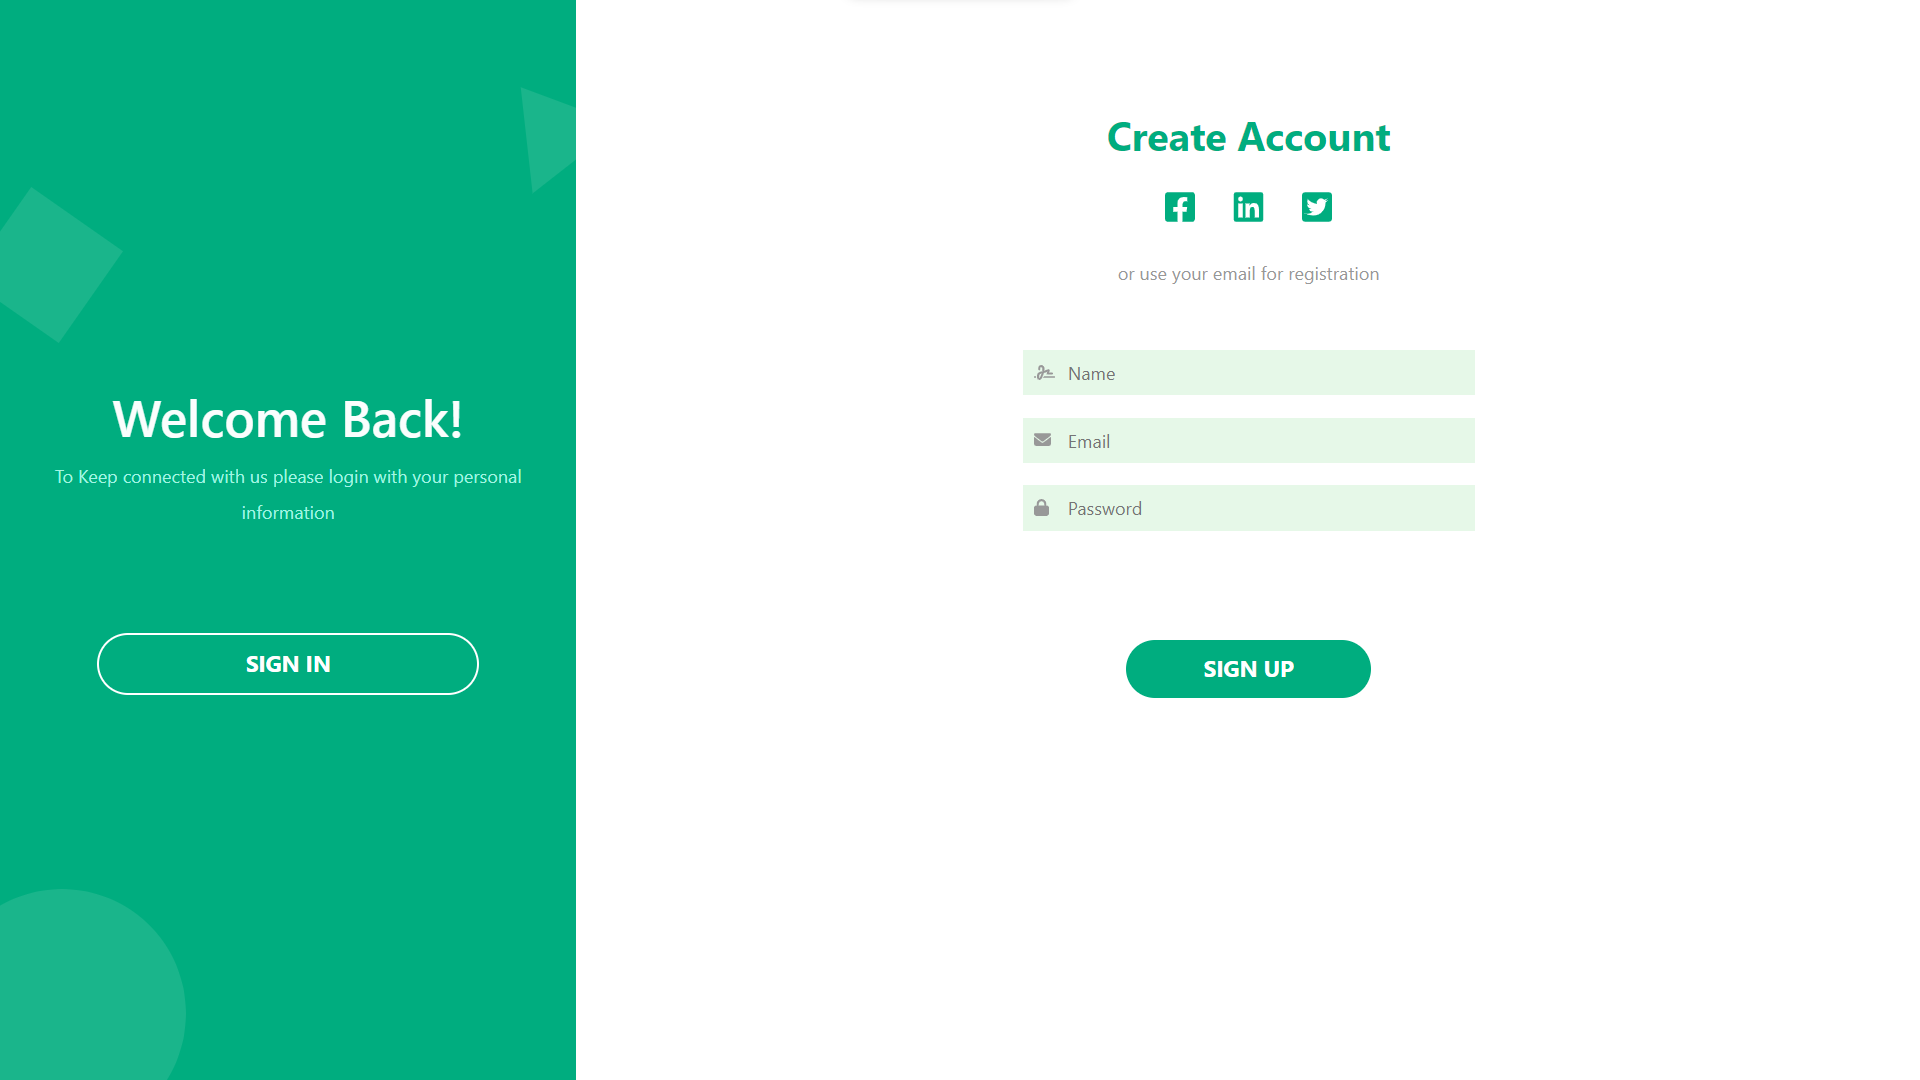 Welcome Back!
To Keep connected with us please login with your personal
information
SIGN IN
Create Account
or use your email for registration
Name
Email
Password
SIGN UP